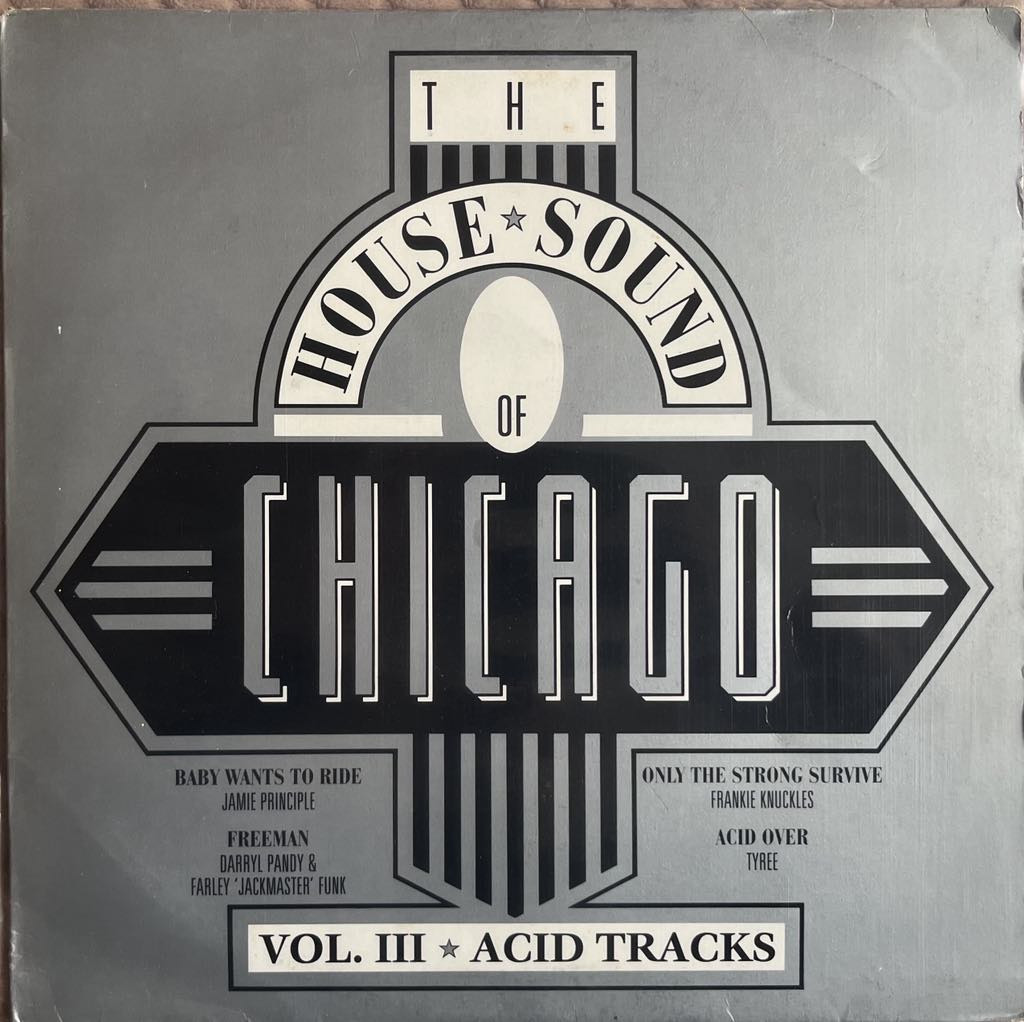 THE
HOUSE ★ SOUND
OF
CHICAGO
BABY WANTS TO RIDE
JAMIE PRINCIPLE
FREEMAN
DARRYL PANDY &
FARLEY 'JACKMASTER' FUNK
ONLY THE STRONG SURVIVE
FRANKIE KNUCKLES
ACID OVER
TYREE
VOL. III ★ ACID TRACKS